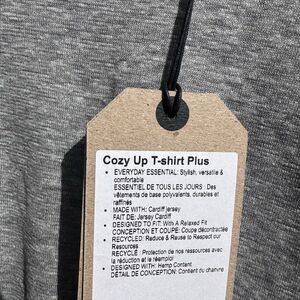 Cozy Up T-shirt Plus
• EVERYDAY ESSENTIAL: Stylish, versatile &
comfortable
ESSENTIEL DE TOUS LES JOURS : Des
vêtements de base polyvalents, durables et
raffinés
• MADE WITH: Cardiff jersey
FAIT DE: Jersey Cardiff
• DESIGNED TO FIT: With A Relaxed Fit
CONCEPTION ET COUPE: Coupe décontractée
• RECYCLED: Reduce & Reuse to Respect our
Resources
RECYCLÉ : Protection de nos ressources avec
la réduction et le réemploi
• DESIGNED WITH: Hemp Content
DÉTAIL DE CONCEPTION: Contient du chanvre